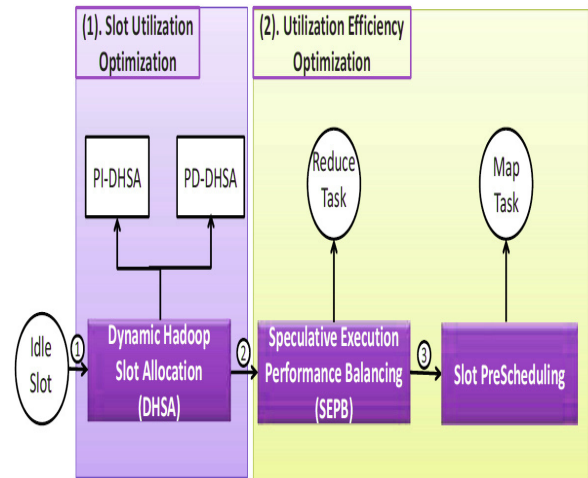 (1). Slot Utilization
Optimization
(2). Utilization Efficiency
Optimization
PI-DHSA
PD-DHSA
Reduce
Task
Map
Task
Idle
Slot
1
Dynamic Hadoop
Slot Allocation
(DHSA)
2
Speculative Execution
Performance Balancing
(SEPB)
3
Slot PreScheduling